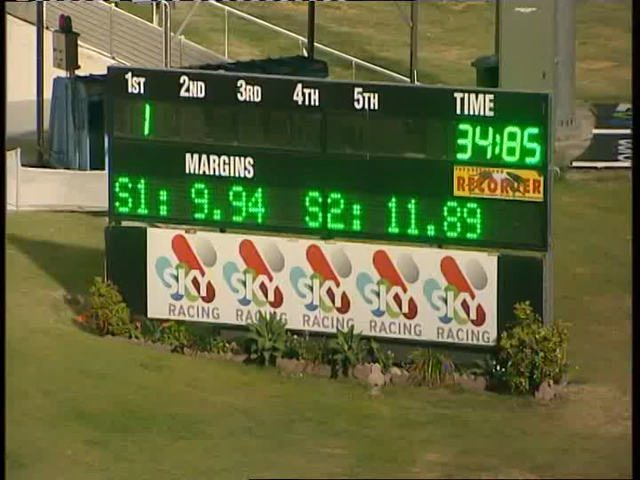 1ST 2ND 3RD 4TH 5TH TIME
1 34:85
MARGINS RECORDER
S1: 9.94 S2: 11.89
SKY RACING SKY RACING SKY RACING SKY RACING SKY RACING